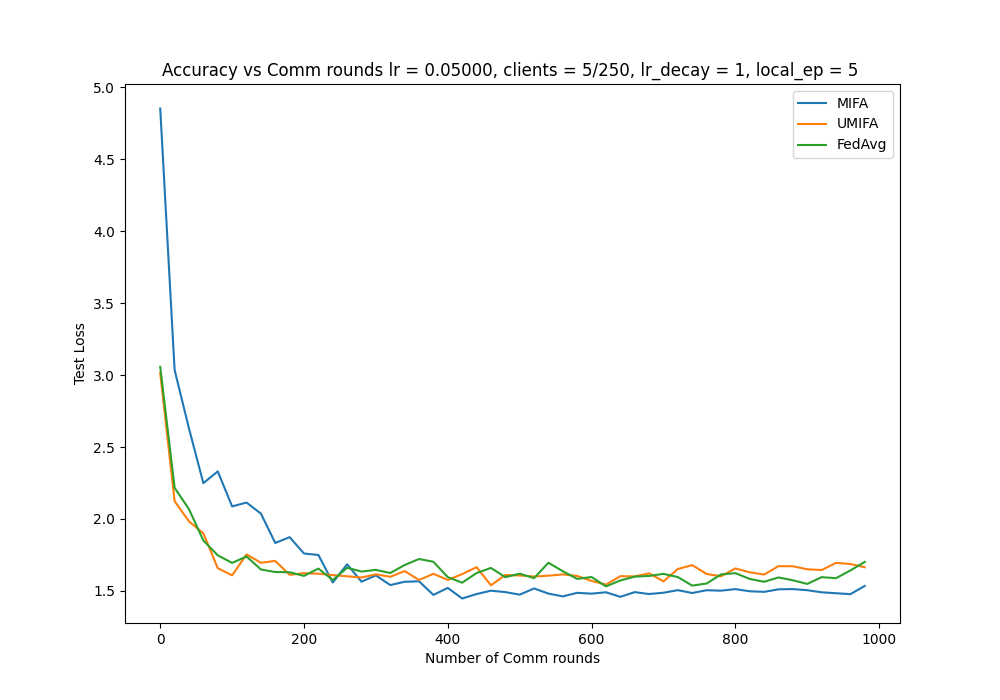 Accuracy vs Comm rounds lr = 0.05000, clients = 5/250, lr_decay = 1, local_ep = 5
MIFA
UMIFA
FedAvg
Test Loss
5.0
4.5
4.0
3.5
3.0
2.5
2.0
1.5
0
200
400
600
800
1000
Number of Comm rounds